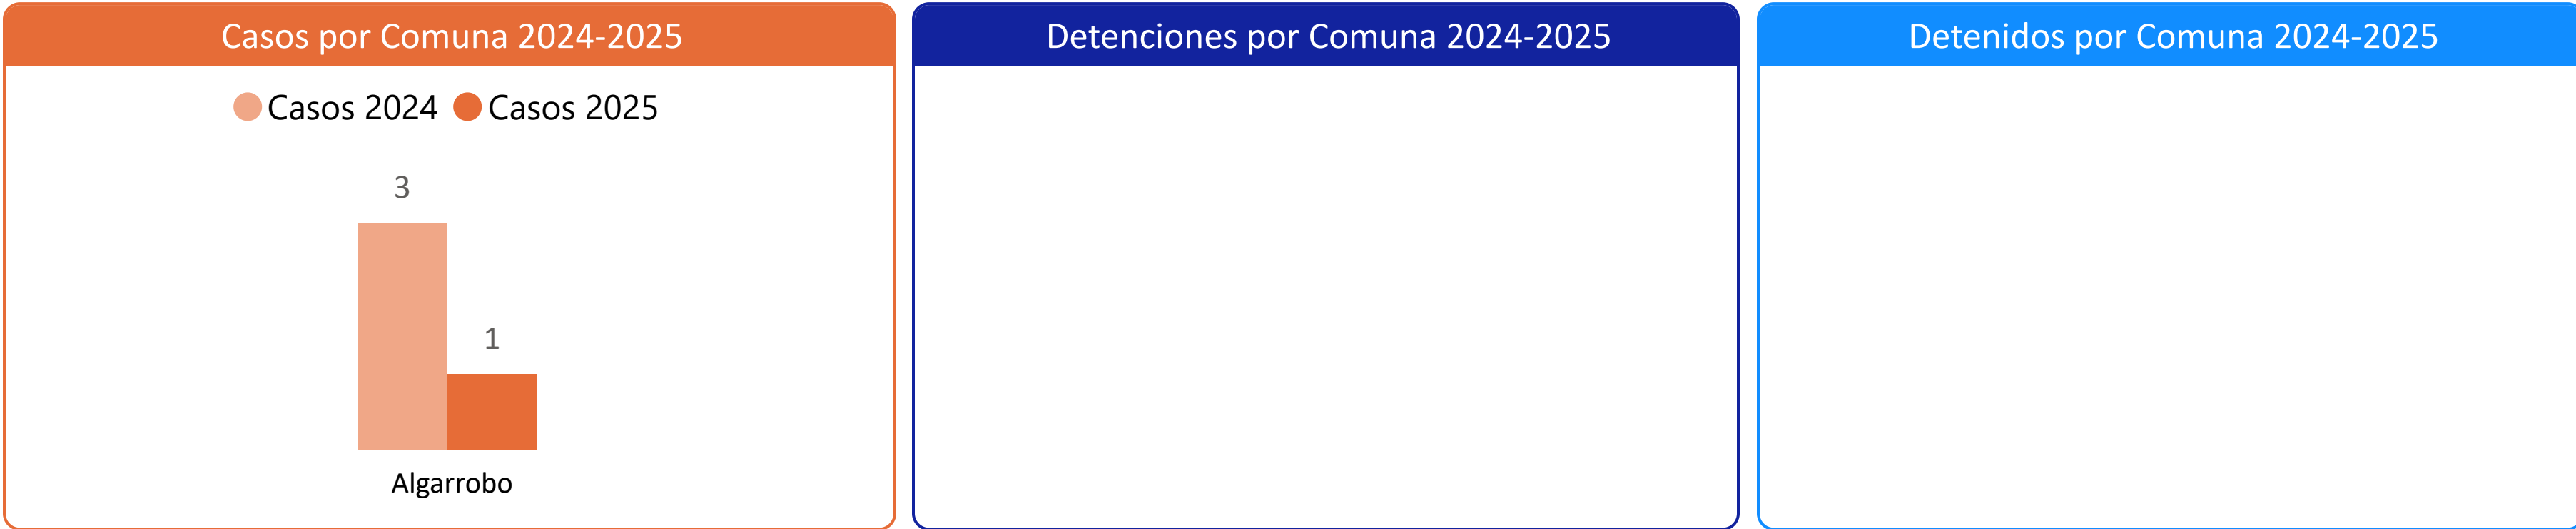 Casos por Comuna 2024-2025
Casos 2024 Casos 2025
3
1
Algarrobo
Detenciones por Comuna 2024-2025
Detenidos por Comuna 2024-2025